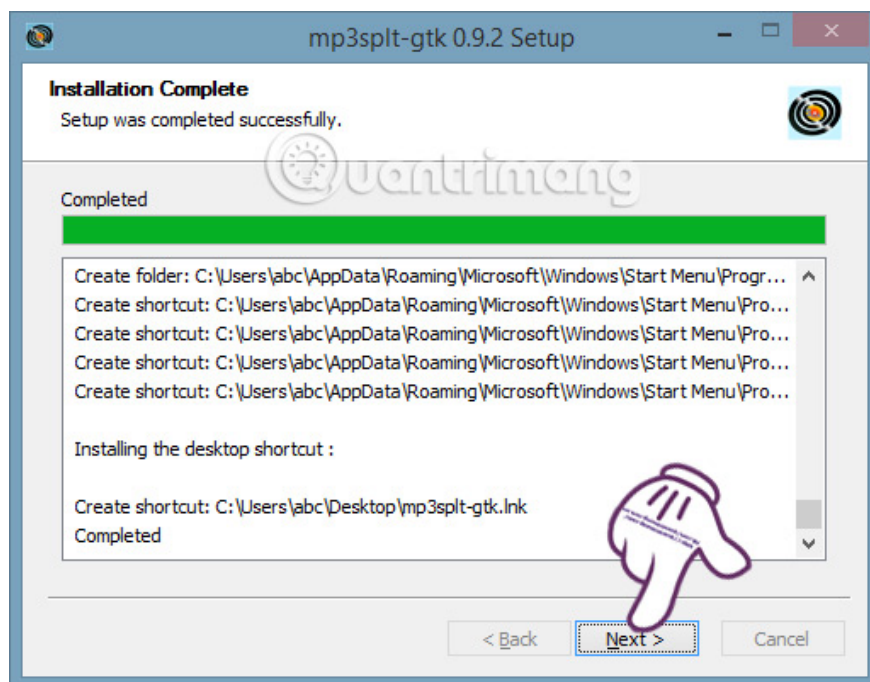 mp3splt-gtk 0.9.2 Setup
Installation Complete
Setup was completed successfully.
Quantrimang
Completed
Create folder: C:\Users\abc\AppData\Roaming\Microsoft\Windows\Start Menu\Progr...
Create shortcut: C:\Users\abc\AppData\Roaming\Microsoft\Windows\Start Menu\Pro...
Create shortcut: C:\Users\abc\AppData\Roaming\Microsoft\Windows\Start Menu\Pro...
Create shortcut: C:\Users\abc\AppData\Roaming\Microsoft\Windows\Start Menu\Pro...
Create shortcut: C:\Users\abc\AppData\Roaming\Microsoft\Windows\Start Menu\Pro...
Installing the desktop shortcut :
Create shortcut: C:\Users\abc\Desktop\mp3splt-gtk.lnk
Completed
< Back Next > Cancel